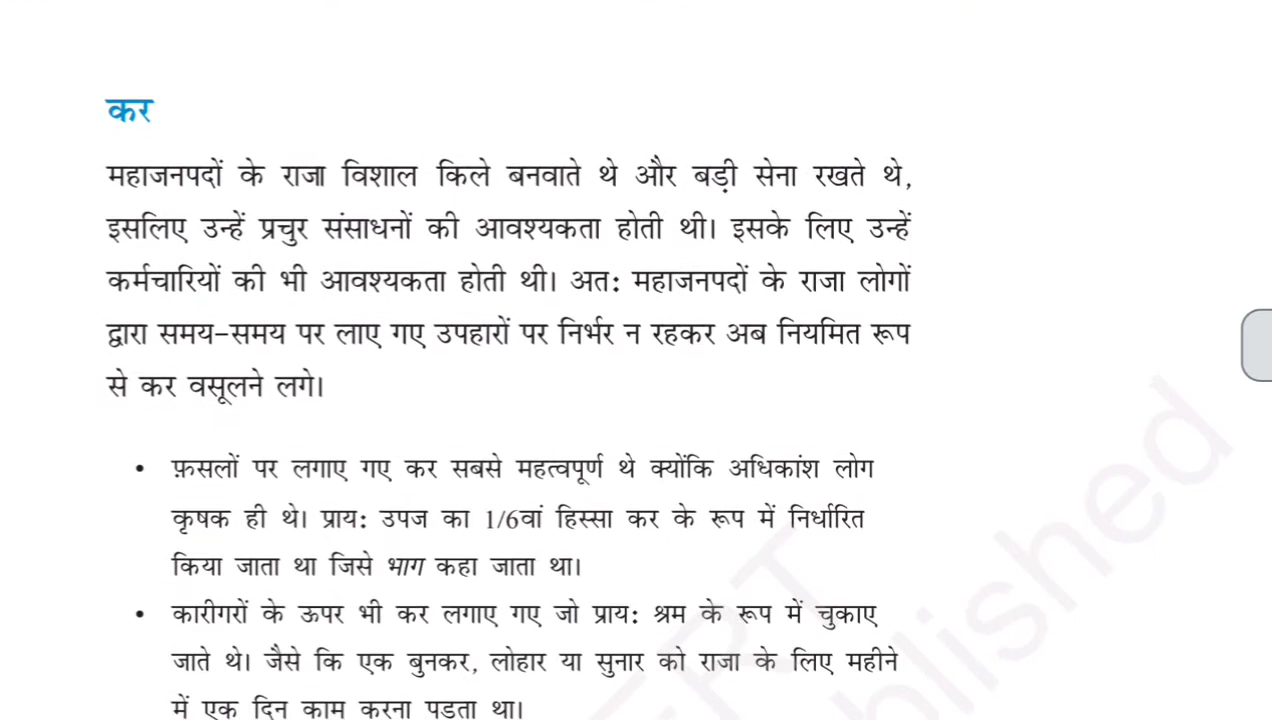 कर
महाजनपदों के राजा विशाल किले बनवाते थे और बड़ी सेना रखते थे,
इसलिए उन्हें प्रचुर संसाधनों की आवश्यकता होती थी। इसके लिए उन्हें
कर्मचारियों की भी आवश्यकता होती थी। अत: महाजनपदों के राजा लोगों
द्वारा समय-समय पर लाए गए उपहारों पर निर्भर न रहकर अब नियमित रूप
से कर वसूलने लगे।
• फ़सलों पर लगाए गए कर सबसे महत्वपूर्ण थे क्योंकि अधिकांश लोग
कृषक ही थे। प्राय: उपज का 1/6वां हिस्सा कर के रूप में निर्धारित
किया जाता था जिसे भाग कहा जाता था।
• कारीगरों के ऊपर भी कर लगाए गए जो प्राय: श्रम के रूप में चुकाए
जाते थे। जैसे कि एक बुनकर, लोहार या सुनार को राजा के लिए महीने
में एक दिन काम करना पड़ता था।